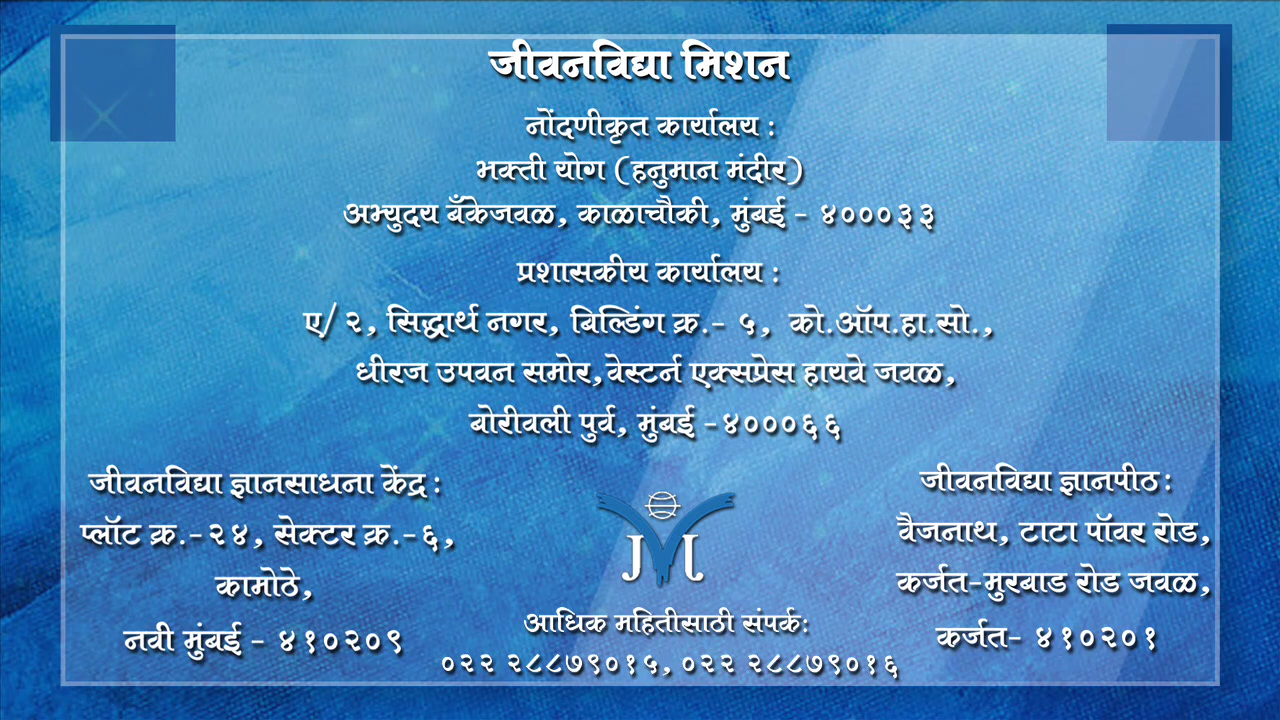 जीवनविद्या मिशन
नोंदणीकृत कार्यालय :
भक्ती योग (हनुमान मंदीर)
अभ्युदय बँकेजवळ, काळाचौकी, मुंबई - ४०००३३
प्रशासकीय कार्यालय :
ए/ २, सिद्धार्थ नगर, बिल्डिंग क्र.- ५, को.ऑप.हा.सो.,
धीरज उपवन समोर,वेस्टर्न एक्सप्रेस हायवे जवळ,
बोरीवली पुर्व, मुंबई -४०००६६
जीवनविद्या ज्ञानसाधना केंद्र :
प्लॉट क्र.-२४, सेक्टर क्र.-६,
कामोठे,
नवी मुंबई - ४१०२०९
आधिक महितीसाठी संपर्क:
०२२ २८८७९०१५, ०२२ २८८७९०१६
जीवनविद्या ज्ञानपीठ :
वैजनाथ, टाटा पॉवर रोड,
कर्जत-मुरबाड रोड जवळ,
कर्जत- ४१०२०१